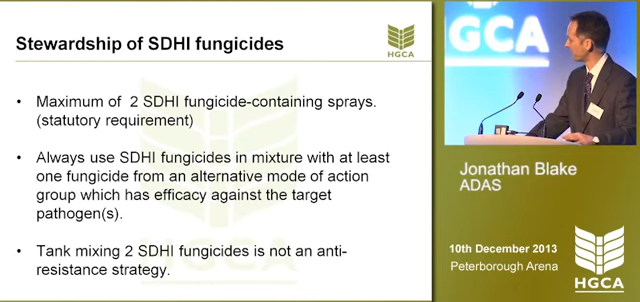 Stewardship of SDHI fungicides
HGCA
• Maximum of 2 SDHI fungicide-containing sprays.
(statutory requirement)
• Always use SDHI fungicides in mixture with at least
one fungicide from an alternative mode of action
group which has efficacy against the target
pathogen(s).
• Tank mixing 2 SDHI fungicides is not an anti-
resistance strategy.
HGCA
GCA
Jonathan Blake
ADAS
10th December 2013
Peterborough Arena
HGCA